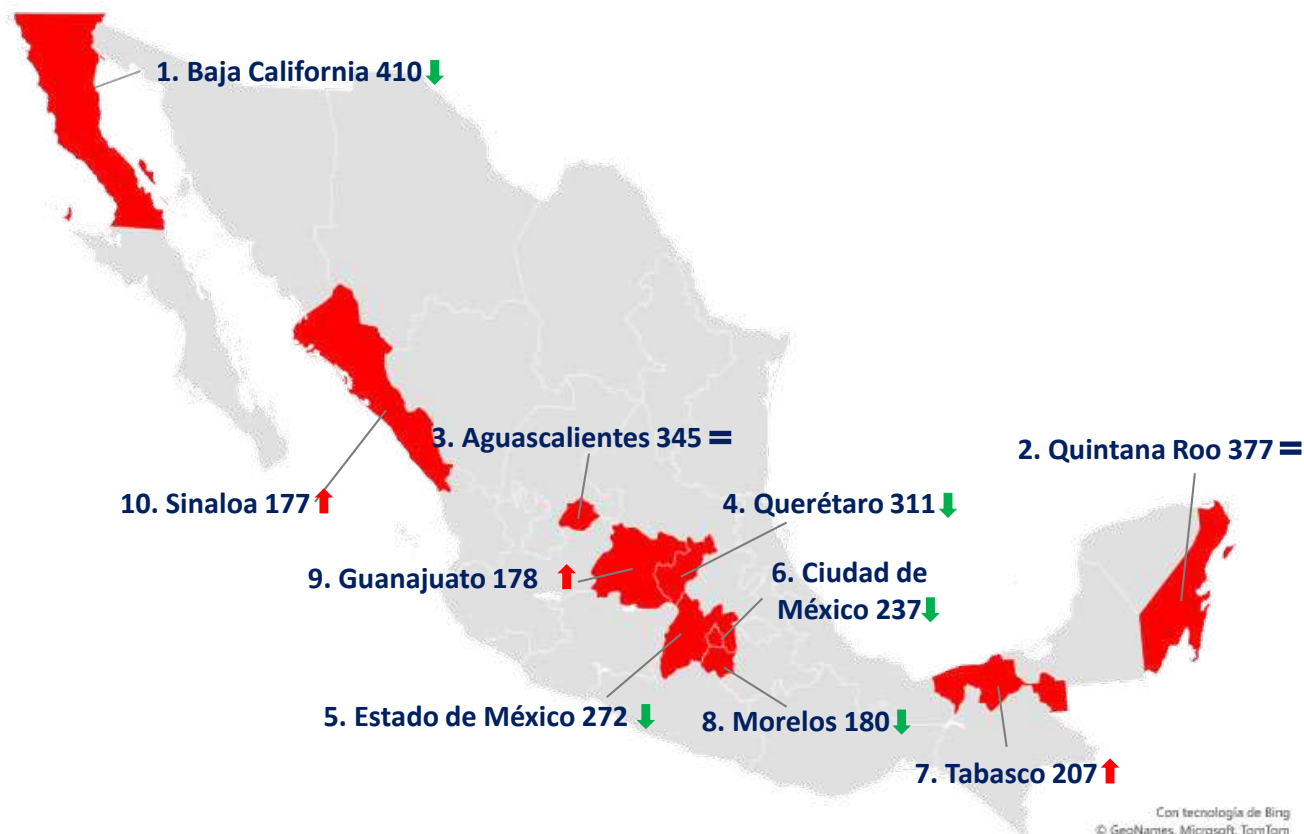 1. Baja California 410
3. Aguascalientes 345 =
2. Quintana Roo 377 =
10. Sinaloa 177
4. Querétaro 311
9. Guanajuato 178
6. Ciudad de
México 237
5. Estado de México 272
8. Morelos 180
7. Tabasco 207
Con tecnología de Bing
© GeoNames, Microsoft, TomTom